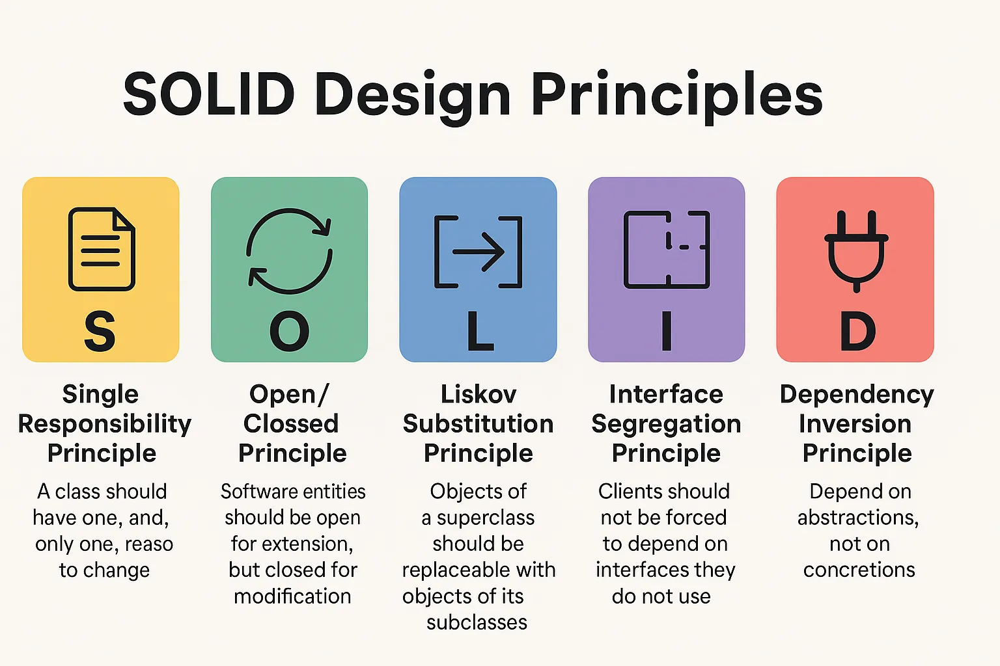 SOLID Design Principles
S
Single
Responsibility
Principle
A class should
have one, and,
only one, reaso
to change
O
Open/
Clossed
Principle
Software entities
should be open
for extension,
but closed for
modification
L
Liskov
Substitution
Principle
Objects of
a superclass
should be
replaceable with
objects of its
subclasses
I
Interface
Segregation
Principle
Clients should
not be forced
to depend on
interfaces they
do not use
D
Dependency
Inversion
Principle
Depend on
abstractions,
not on
concretions